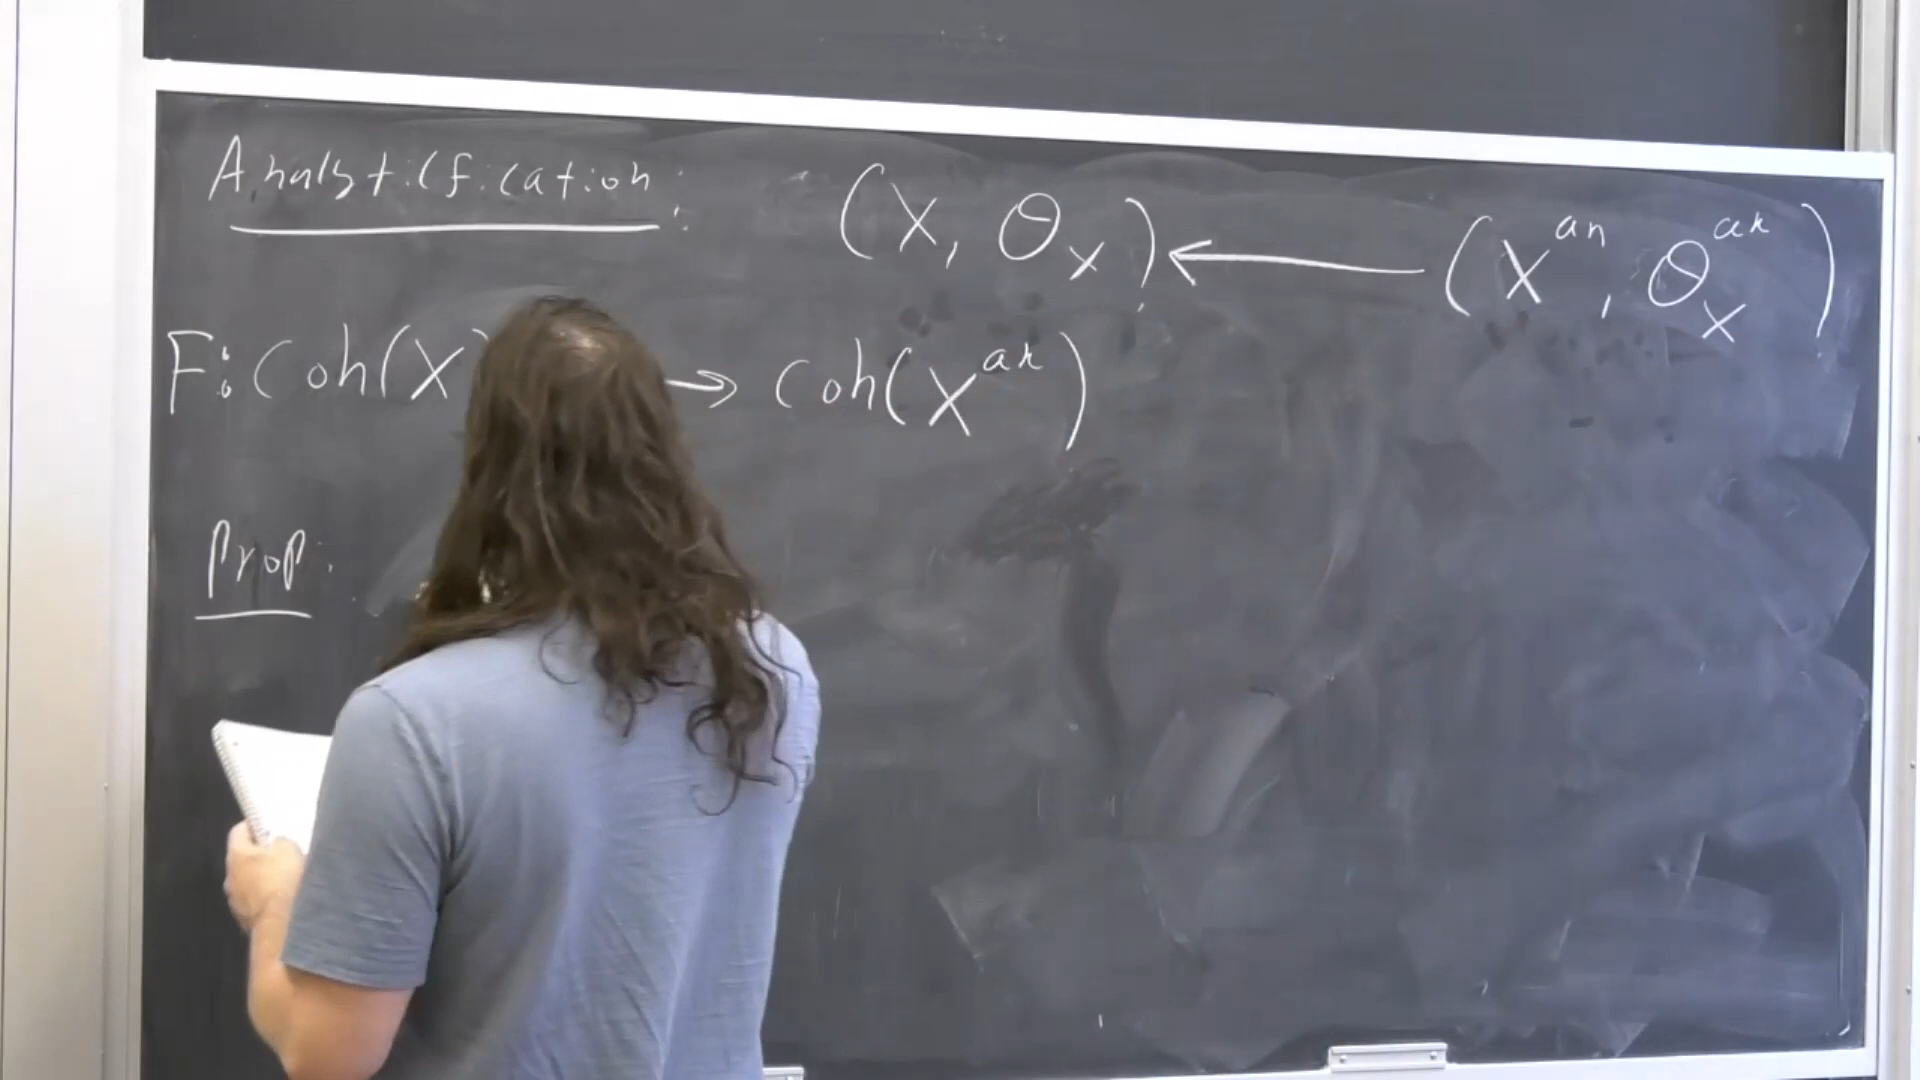 Analytification: (X, O_X) ← (X^an, O_X^an)
F: Coh(X) → Coh(X^an)
Prop: